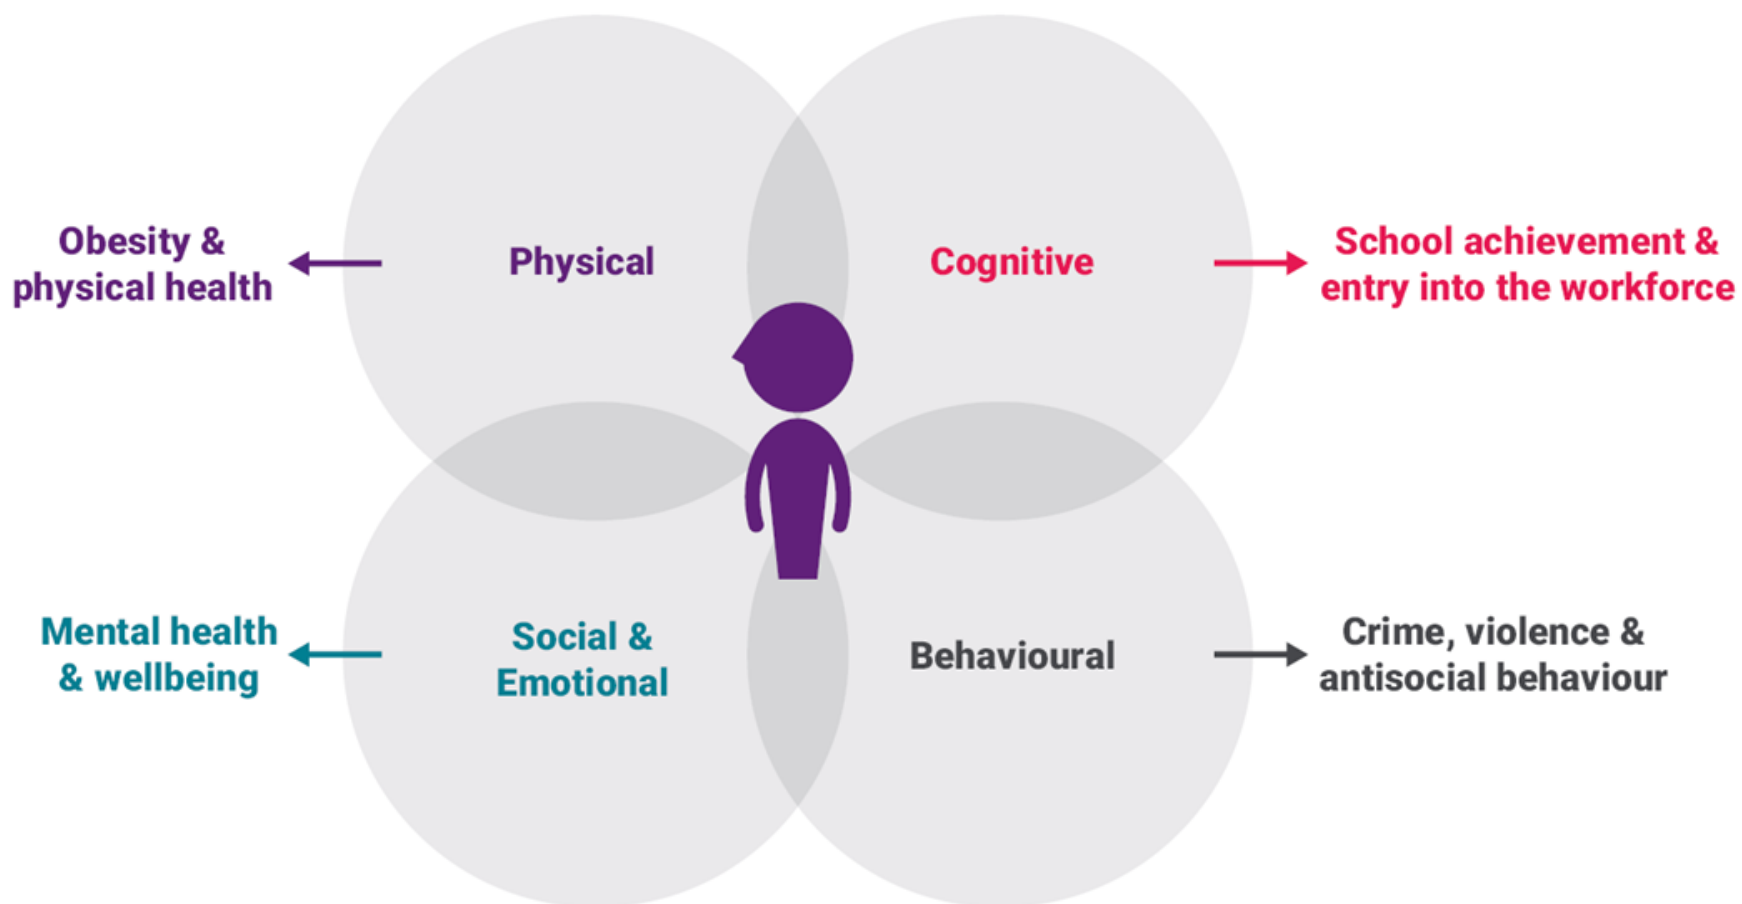 Obesity &
physical health
Physical
Cognitive
School achievement &
entry into the workforce
Mental health
& wellbeing
Social &
Emotional
Behavioural
Crime, violence &
antisocial behaviour